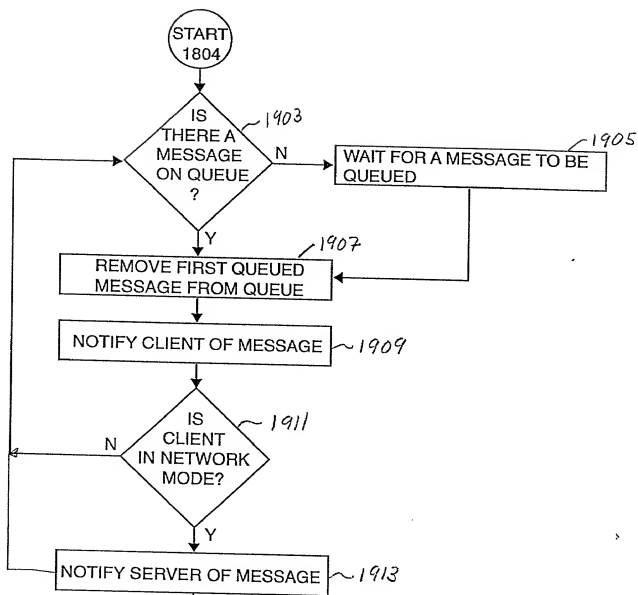 START
1804
IS
THERE A
MESSAGE
ON QUEUE
?
1903
N
WAIT FOR A MESSAGE TO BE
QUEUED
1905
Y
1907
REMOVE FIRST QUEUED
MESSAGE FROM QUEUE
NOTIFY CLIENT OF MESSAGE
1909
IS
CLIENT
IN NETWORK
MODE?
1911
N
Y
NOTIFY SERVER OF MESSAGE
1913